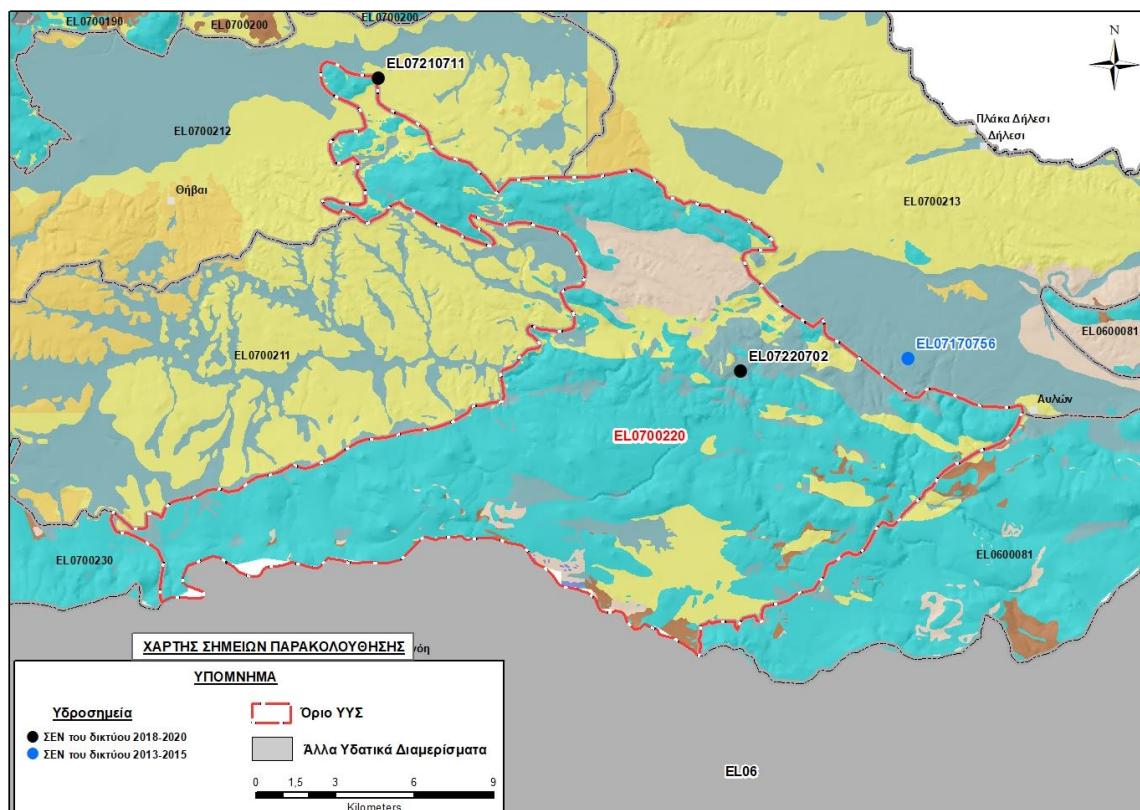 EL0700190
EL0700200
EL0700200
N
EL07210711
Πλάκα Δήλεσι
Δήλεσι
EL0700212
Θήβαι
EL0700213
EL0600081
EL07170756
EL0700211
EL07220702
Αυλών
EL0700220
EL0700230
EL0600081
ΧΑΡΤΗΣ ΣΗΜΕΙΩΝ ΠΑΡΑΚΟΛΟΥΘΗΣΗΣ
νόη
ΥΠΟΜΝΗΜΑ
Υδροσημεία
Όριο ΥΥΣ
ΣΕΝ του δικτύου 2018-2020
ΣΕΝ του δικτύου 2013-2015
Άλλα Υδατικά Διαμερίσματα
EL06
0 1,5 3 6 9
Kilometers